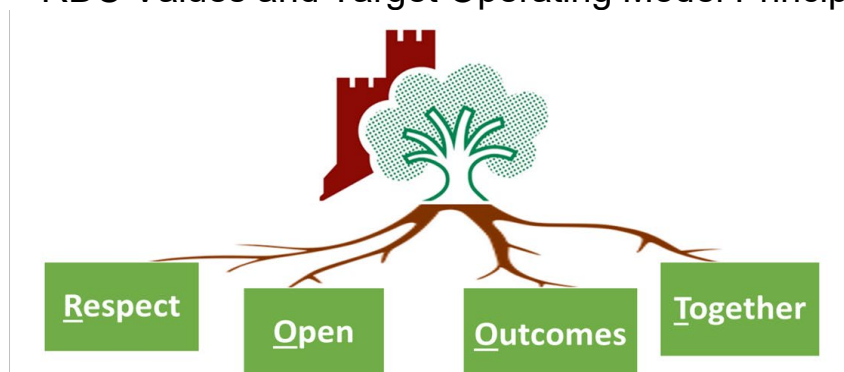 Values and Target Operating Model
Respect
Open
Outcomes
Together